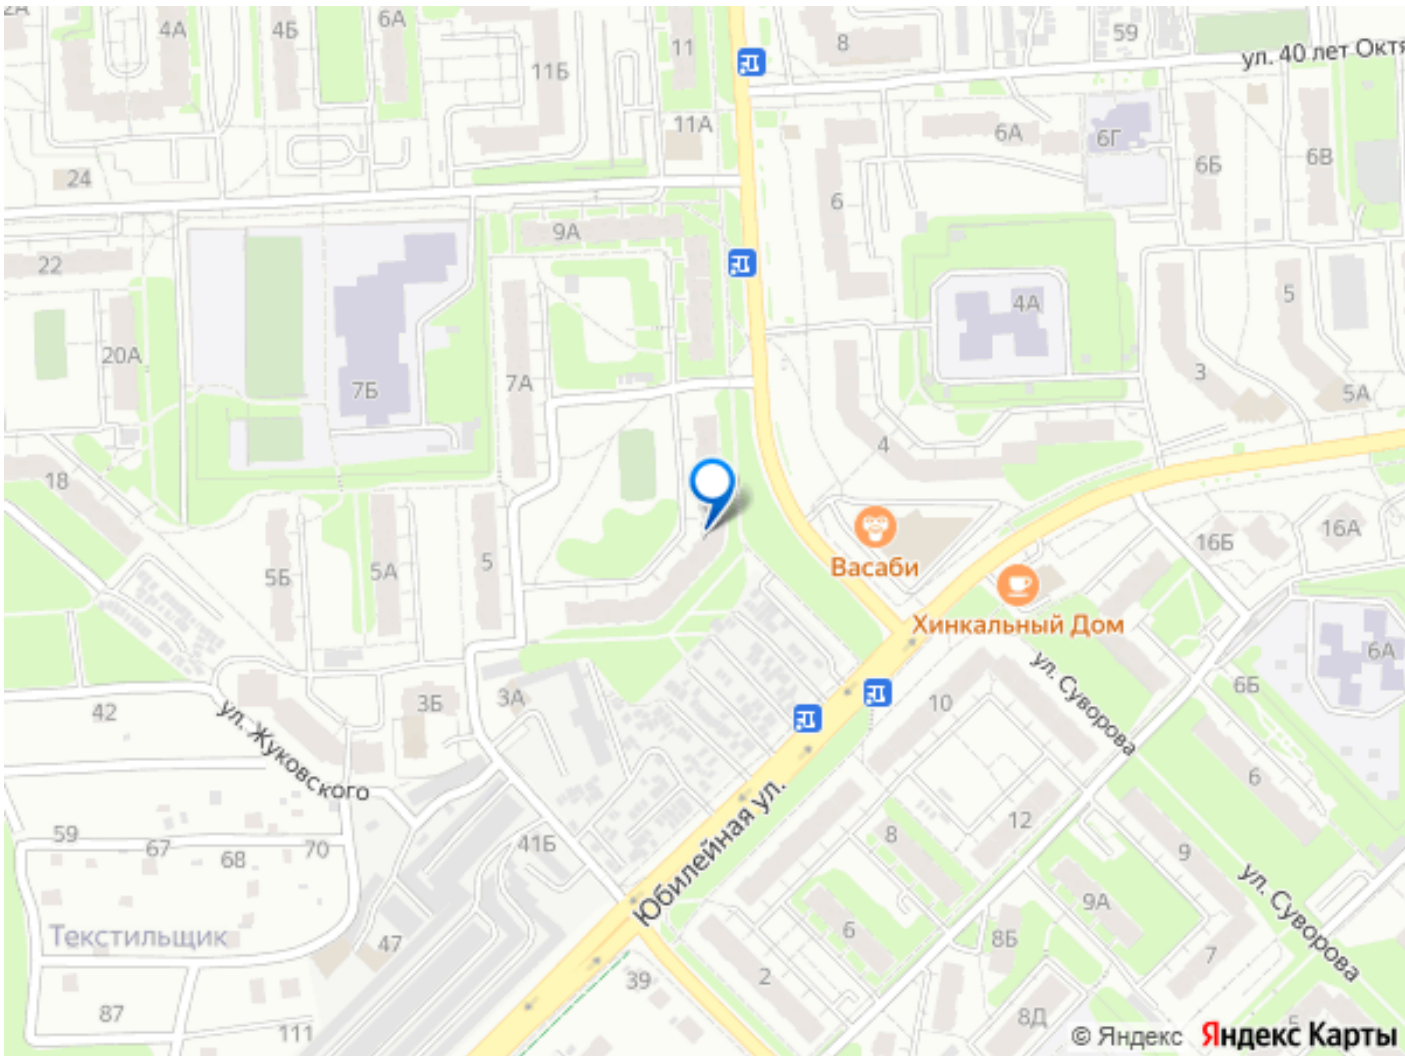 2А
4А
4Б
6А
11
8
59
ул. 40 лет Октя
11Б
11А
6А
6Г
6Б
6В
24
6
9А
22
4А
5
20А
7Б
7А
3
5А
4
18
16Б
16А
Васаби
5Б
5А
5
Хинкальный Дом
6А
ул. Суворова
6Б
42
3Б
3А
10
ул. Жуковского
6
Юбилейная ул.
59
67
68
70
41Б
8
12
9
ул. Суворова
9А
Текстильщик
47
6
8Б
7
39
2
87
111
8Д
5
© Яндекс Яндекс Карты